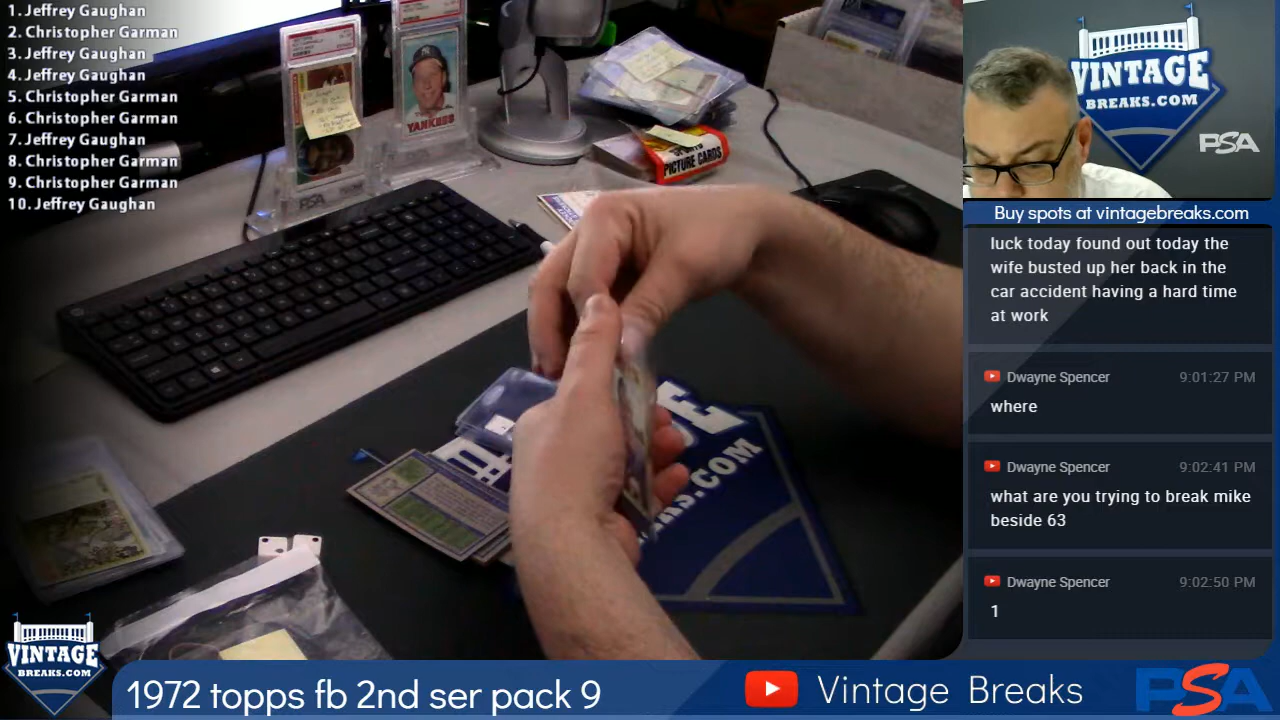 1. Jeffrey Gaughan
2. Christopher Garman
3. Jeffrey Gaughan
4. Jeffrey Gaughan
5. Christopher Garman
6. Christopher Garman
7. Jeffrey Gaughan
8. Christopher Garman
9. Christopher Garman
10. Jeffrey Gaughan
YANKEES
PICTURE CARDS
PSA
VINTAGE
BREAKS.COM
PSA
Buy spots at vintagebreaks.com
luck today found out today the
wife busted up her back in the
car accident having a hard time
at work
Dwayne Spencer 9:01:27 PM
where
Dwayne Spencer 9:02:41 PM
what are you trying to break mike
beside 63
Dwayne Spencer 9:02:50 PM
1
VINTAGE
BREAKS.COM
1972 topps fb 2nd ser pack 9
Vintage Breaks
PSA